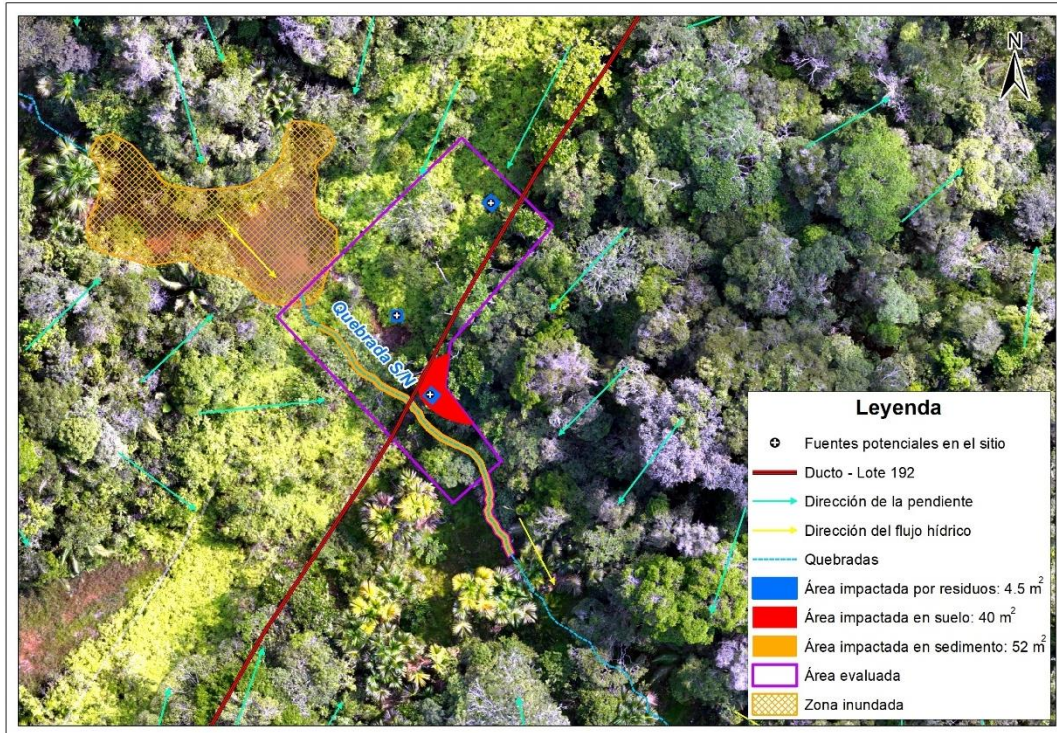 N
Quebrada S/N
Leyenda
Fuentes potenciales en el sitio
Ducto - Lote 192
Dirección de la pendiente
Dirección del flujo hídrico
Quebradas
Área impactada por residuos: 4.5 m²
Área impactada en suelo: 40 m²
Área impactada en sedimento: 52 m²
Área evaluada
Zona inundada